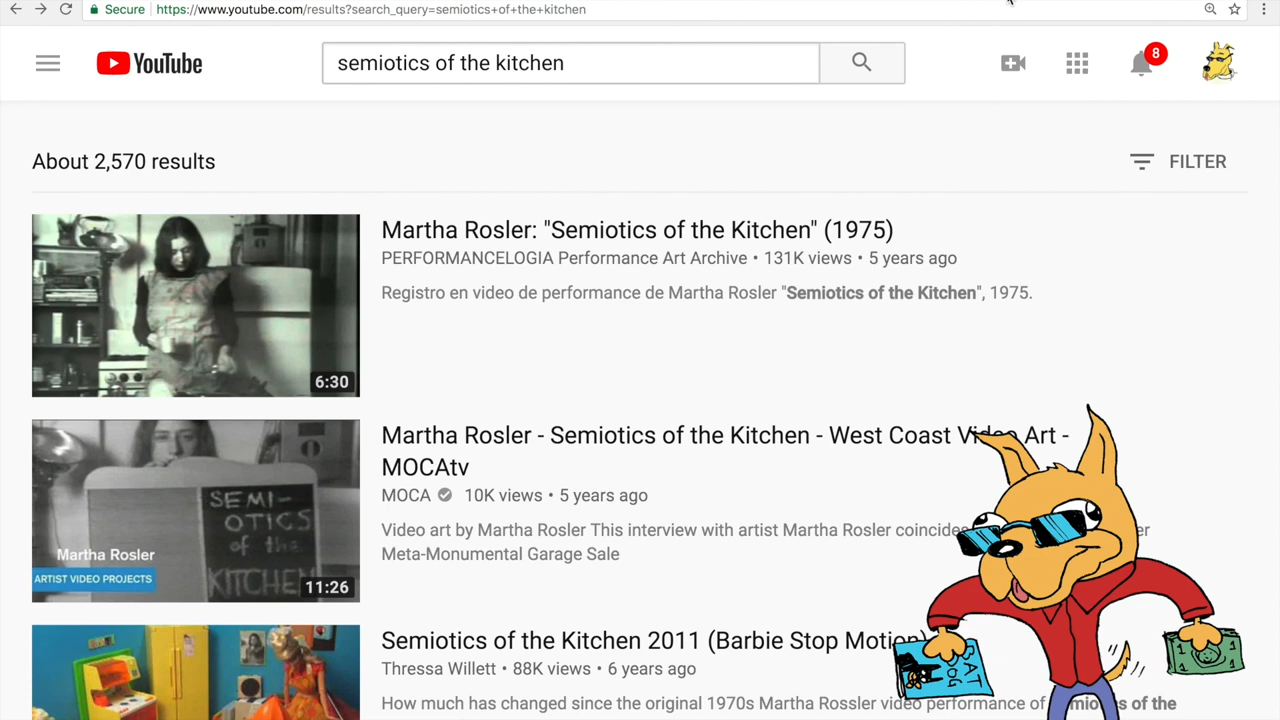 Secure https://www.youtube.com/results?search_query=semiotics+of+the+kitchen
YouTube
semiotics of the kitchen
8
About 2,570 results
FILTER
Martha Rosler: "Semiotics of the Kitchen" (1975)
PERFORMANCELOGIA Performance Art Archive • 131K views • 5 years ago
Registro en video de performance de Martha Rosler "Semiotics of the Kitchen", 1975.
6:30
Martha Rosler - Semiotics of the Kitchen - West Coast Video Art -
MOCAtv
MOCA 10K views • 5 years ago
Video art by Martha Rosler This interview with artist Martha Rosler
Meta-Monumental Garage Sale
SEMI-
OTICS
of the
KITCHEN
Martha Rosler
ARTIST VIDEO PROJECTS
11:26
Semiotics of the Kitchen 2011 (Barbie Stop Motion)
Thressa Willett • 88K views • 6 years ago
How much has changed since the original 1970s Martha Rossler video performance of Semiotics of the